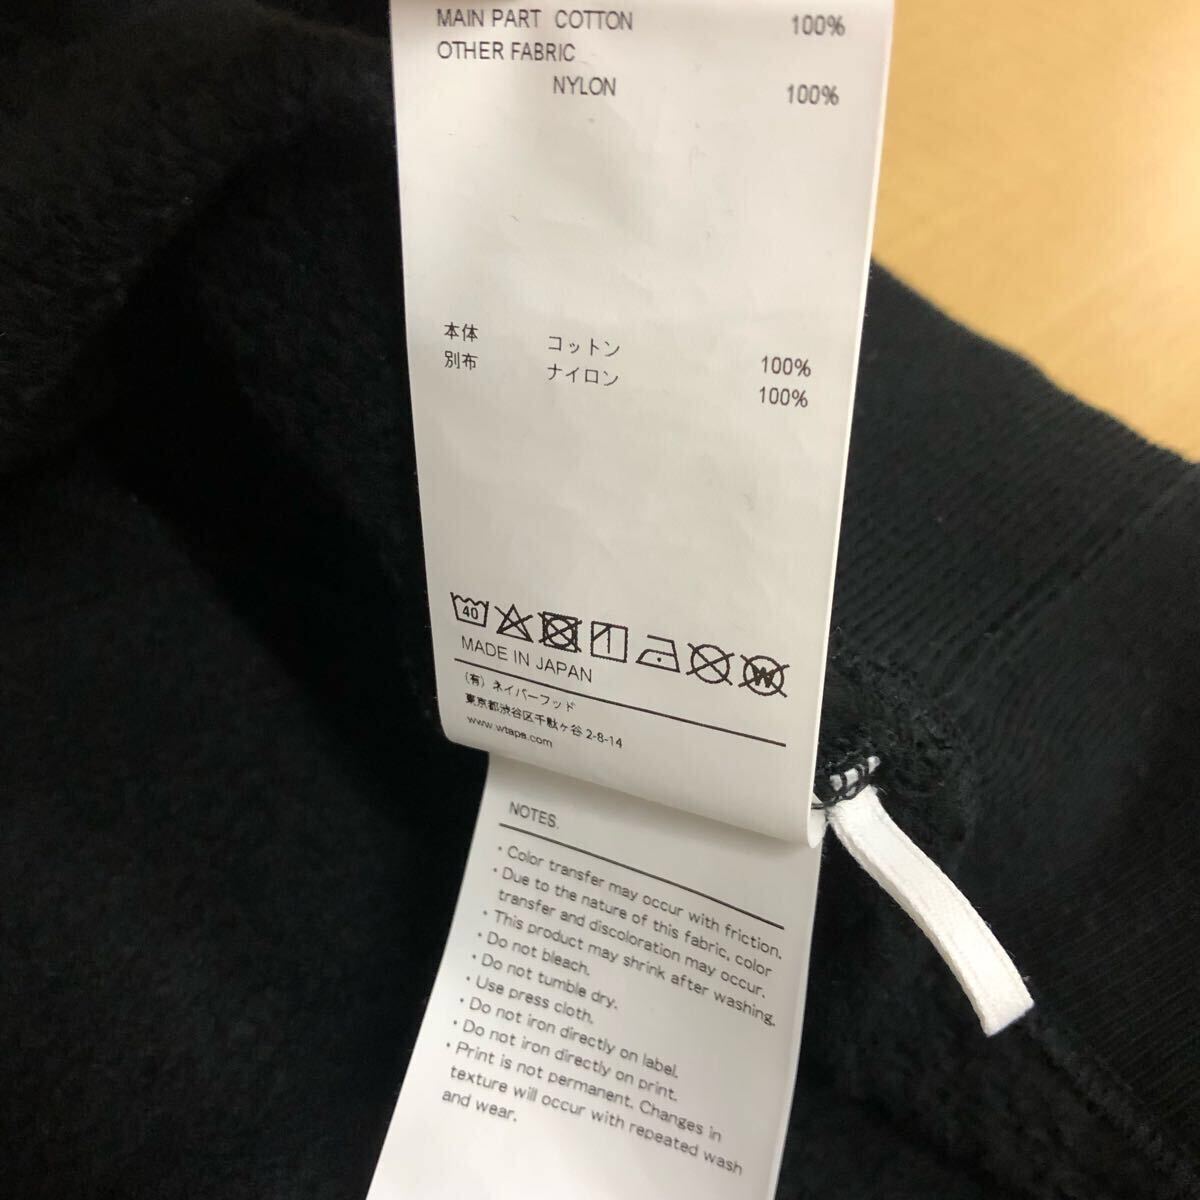 MAIN PART COTTON 100%
OTHER FABRIC
NYLON 100%
本体 コットン 100%
別布 ナイロン 100%
40
W
MADE IN JAPAN
(有) ネイバーフッド
東京都渋谷区千駄ヶ谷 2-8-14
www.wtaps.com
NOTES.
・Color transfer may occur with friction.
・Due to the nature of this fabric, color
transfer and discoloration may occur.
・This product may shrink after washing.
・Do not bleach.
・Do not tumble dry.
・Use press cloth.
・Do not iron directly on label.
・Do not iron directly on print.
・Print is not permanent. Changes in
texture will occur with repeated wash
and wear.